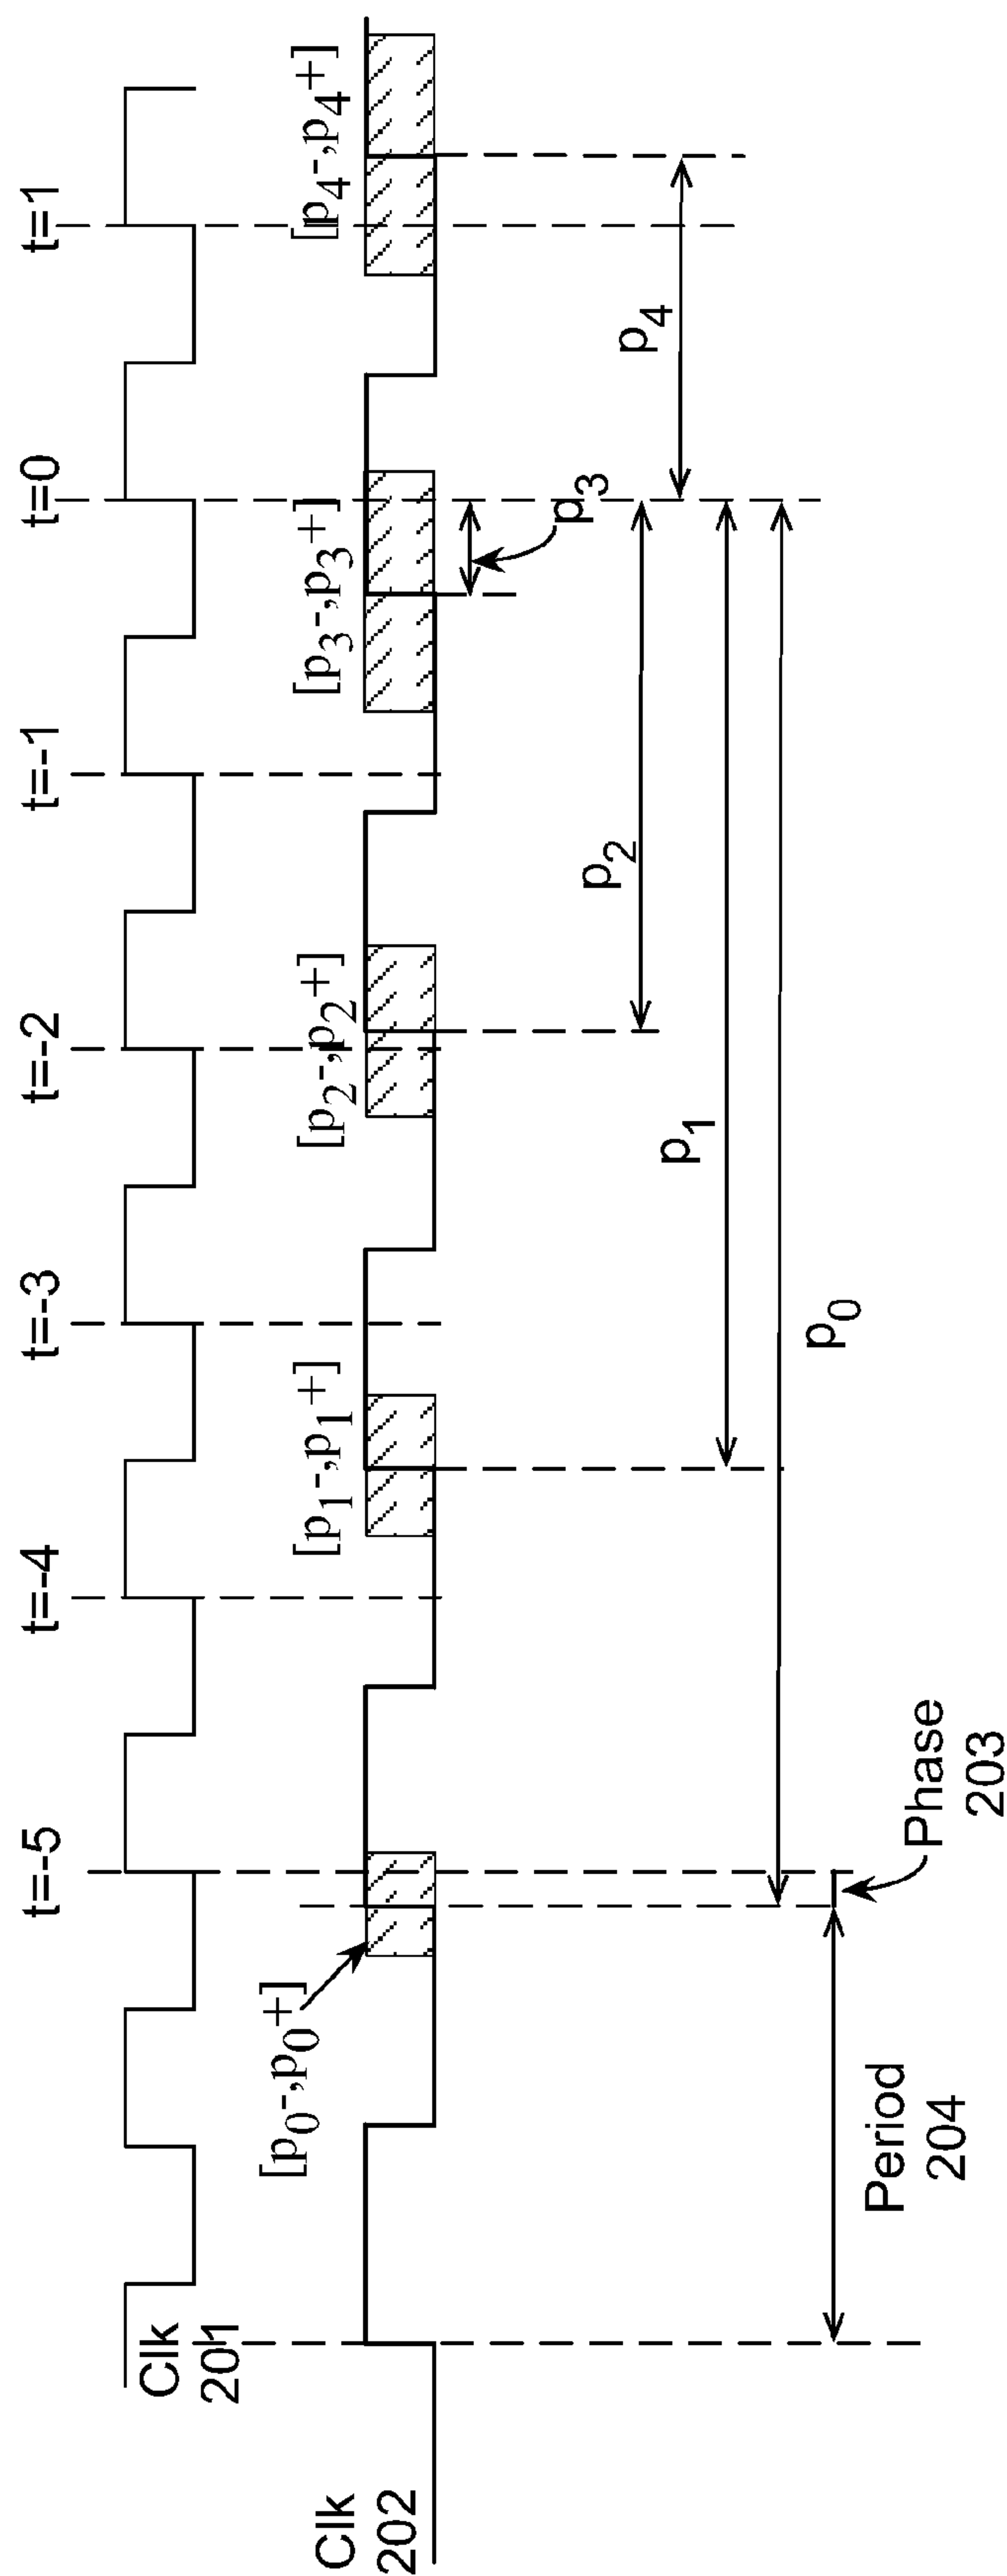 t=-5
t=-4
t=-3
t=-2
t=-1
t=0
t=1
Clk
201
Clk
202
[p₀⁻,p₀⁺]
[p₁⁻,p₁⁺]
[p₂⁻,p₂⁺]
[p₃⁻,p₃⁺]
[p₄⁻,p₄⁺]
p₃
p₄
p₂
p₁
p₀
Period
204
Phase
203